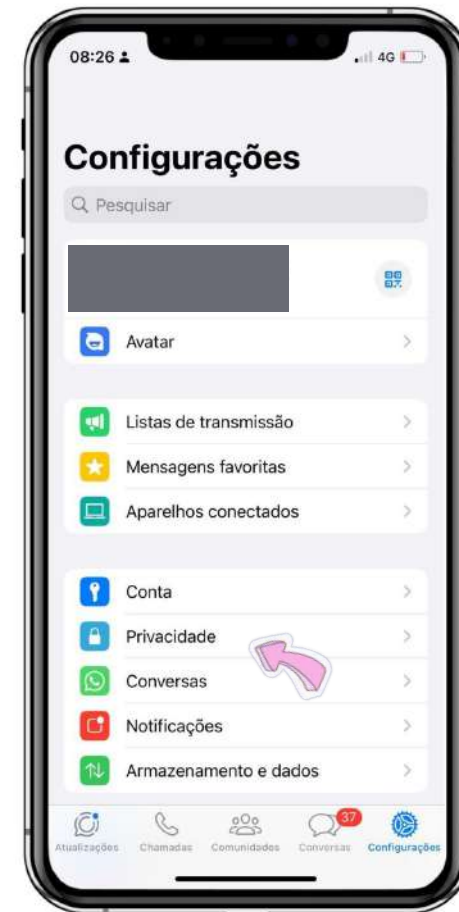 08:26
4G
Configurações
Pesquisar
Avatar
Listas de transmissão
Mensagens favoritas
Aparelhos conectados
Conta
Privacidade
Conversas
Notificações
Armazenamento e dados
37
Atualizações Chamadas Comunidades Conversas Configurações